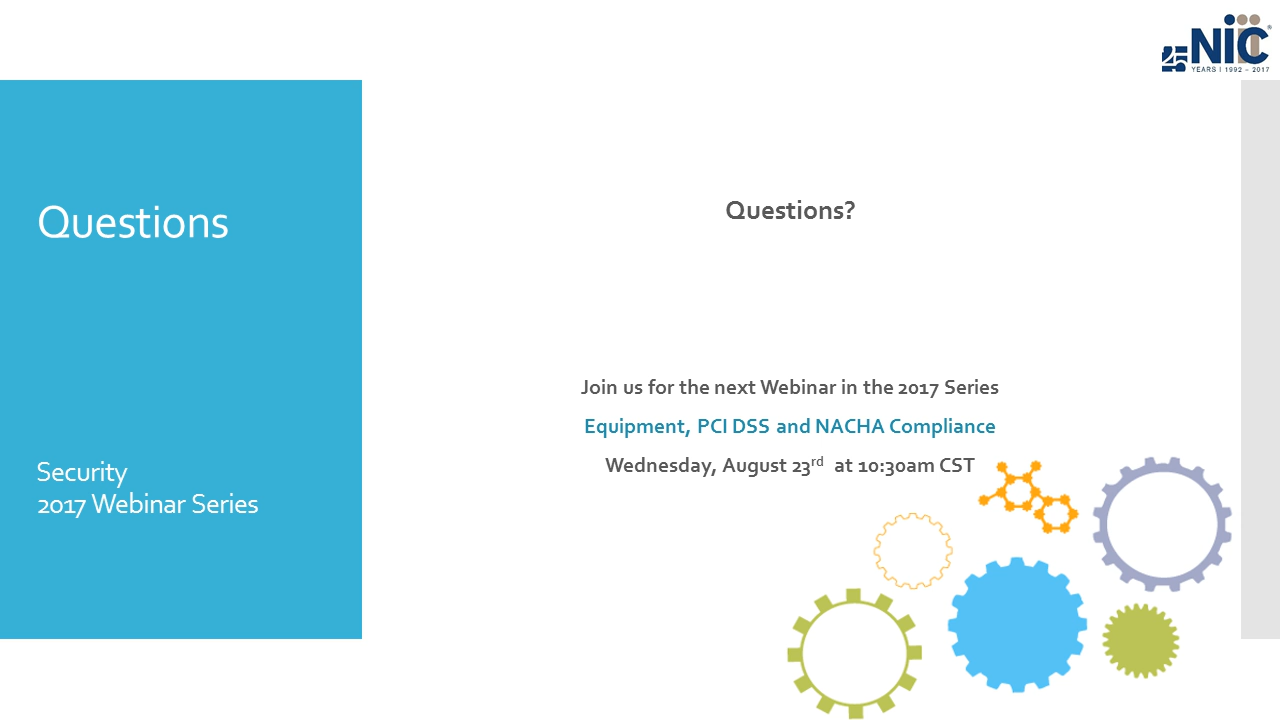 25 NIC®
YEARS | 1992 – 2017
Questions
Security
2017 Webinar Series
Questions?
Join us for the next Webinar in the 2017 Series
Equipment, PCI DSS and NACHA Compliance
Wednesday, August 23rd at 10:30am CST